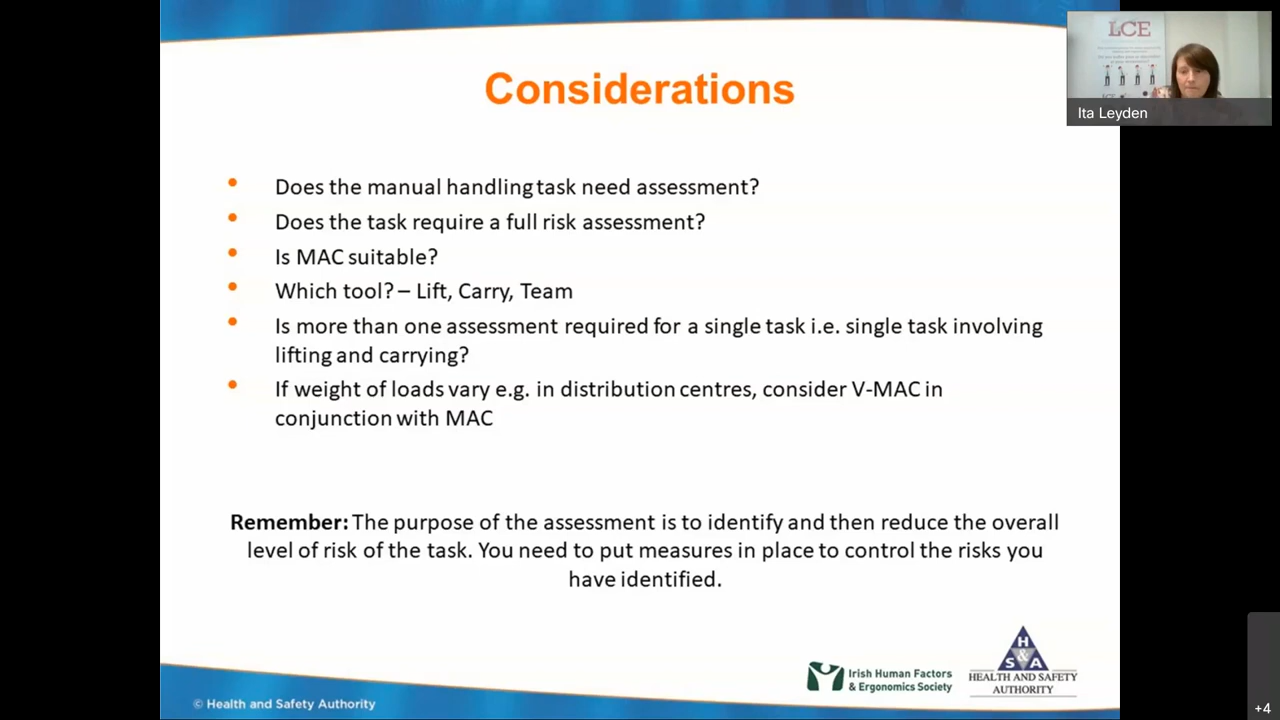 Considerations
• Does the manual handling task need assessment?
• Does the task require a full risk assessment?
• Is MAC suitable?
• Which tool? – Lift, Carry, Team
• Is more than one assessment required for a single task i.e. single task involving
lifting and carrying?
• If weight of loads vary e.g. in distribution centres, consider V-MAC in
conjunction with MAC
Remember: The purpose of the assessment is to identify and then reduce the overall
level of risk of the task. You need to put measures in place to control the risks you
have identified.
© Health and Safety Authority
Irish Human Factors
& Ergonomics Society
H
S & A
HEALTH AND SAFETY
AUTHORITY
LCE
Ita Leyden
+4